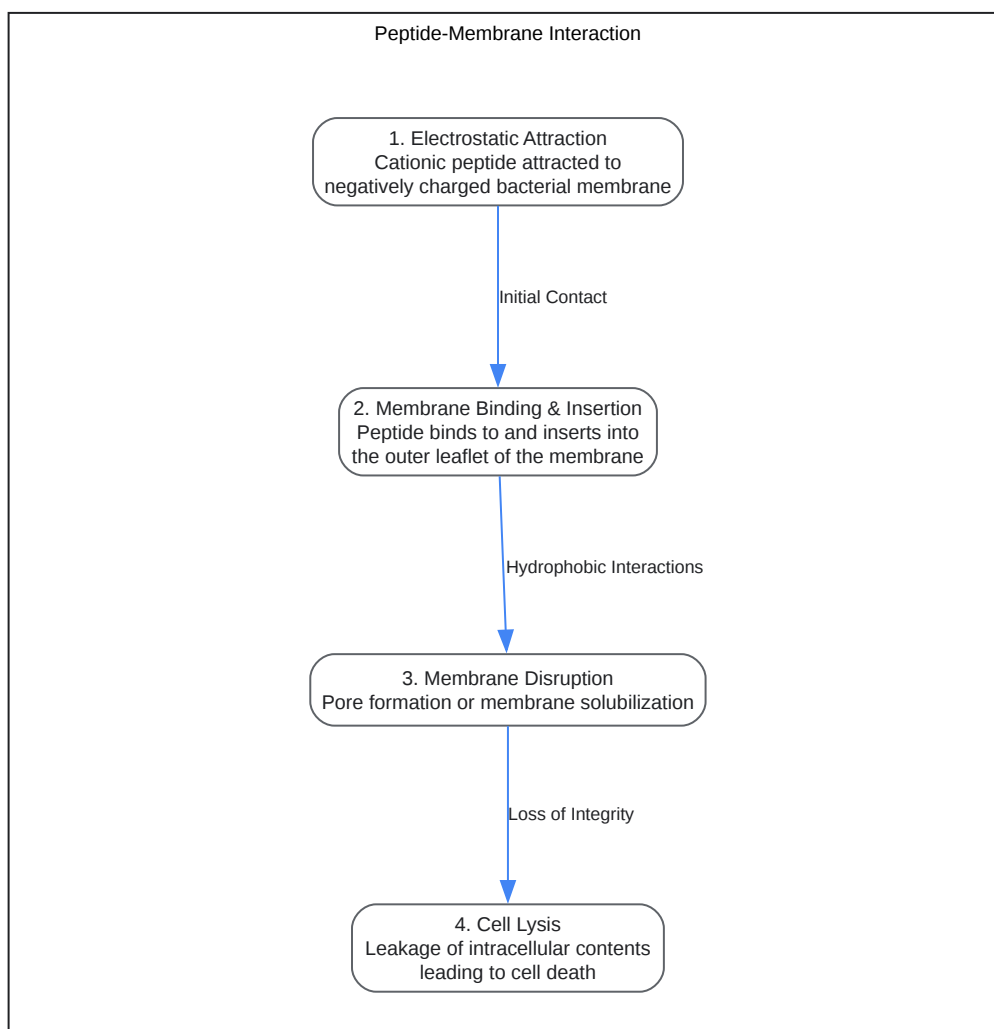 Peptide-Membrane Interaction
1. Electrostatic Attraction
Cationic peptide attracted to
negatively charged bacterial membrane
Initial Contact
2. Membrane Binding & Insertion
Peptide binds to and inserts into
the outer leaflet of the membrane
Hydrophobic Interactions
3. Membrane Disruption
Pore formation or membrane solubilization
Loss of Integrity
4. Cell Lysis
Leakage of intracellular contents
leading to cell death